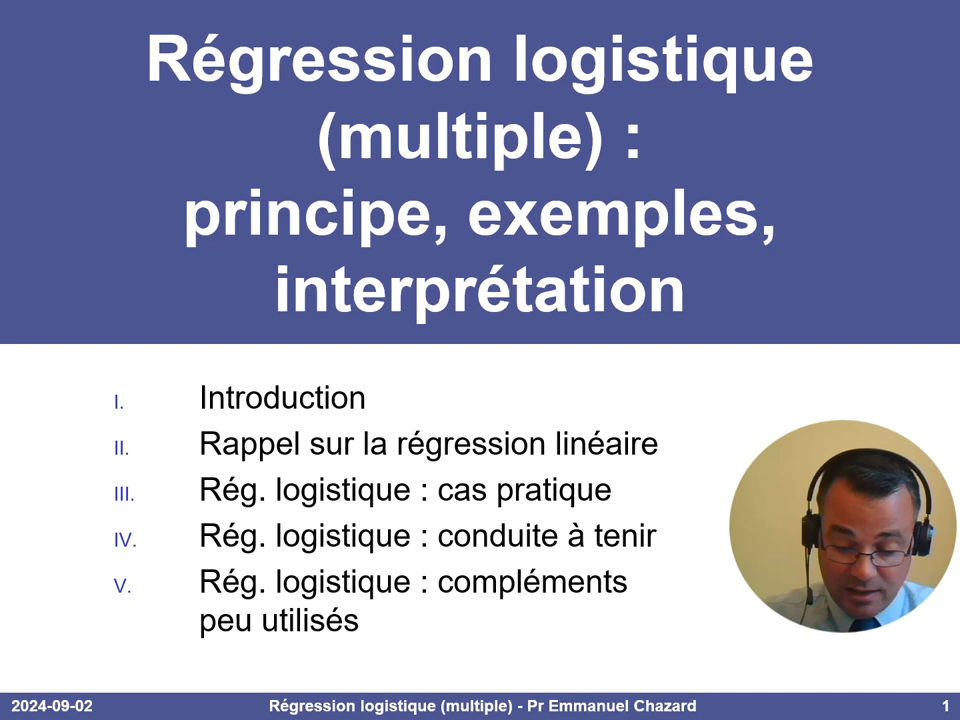 Régression logistique
(multiple) :
principe, exemples,
interprétation
I. Introduction
II. Rappel sur la régression linéaire
III. Rég. logistique : cas pratique
IV. Rég. logistique : conduite à tenir
V. Rég. logistique : compléments
peu utilisés
2024-09-02 Régression logistique (multiple) - Pr Emmanuel Chazard 1